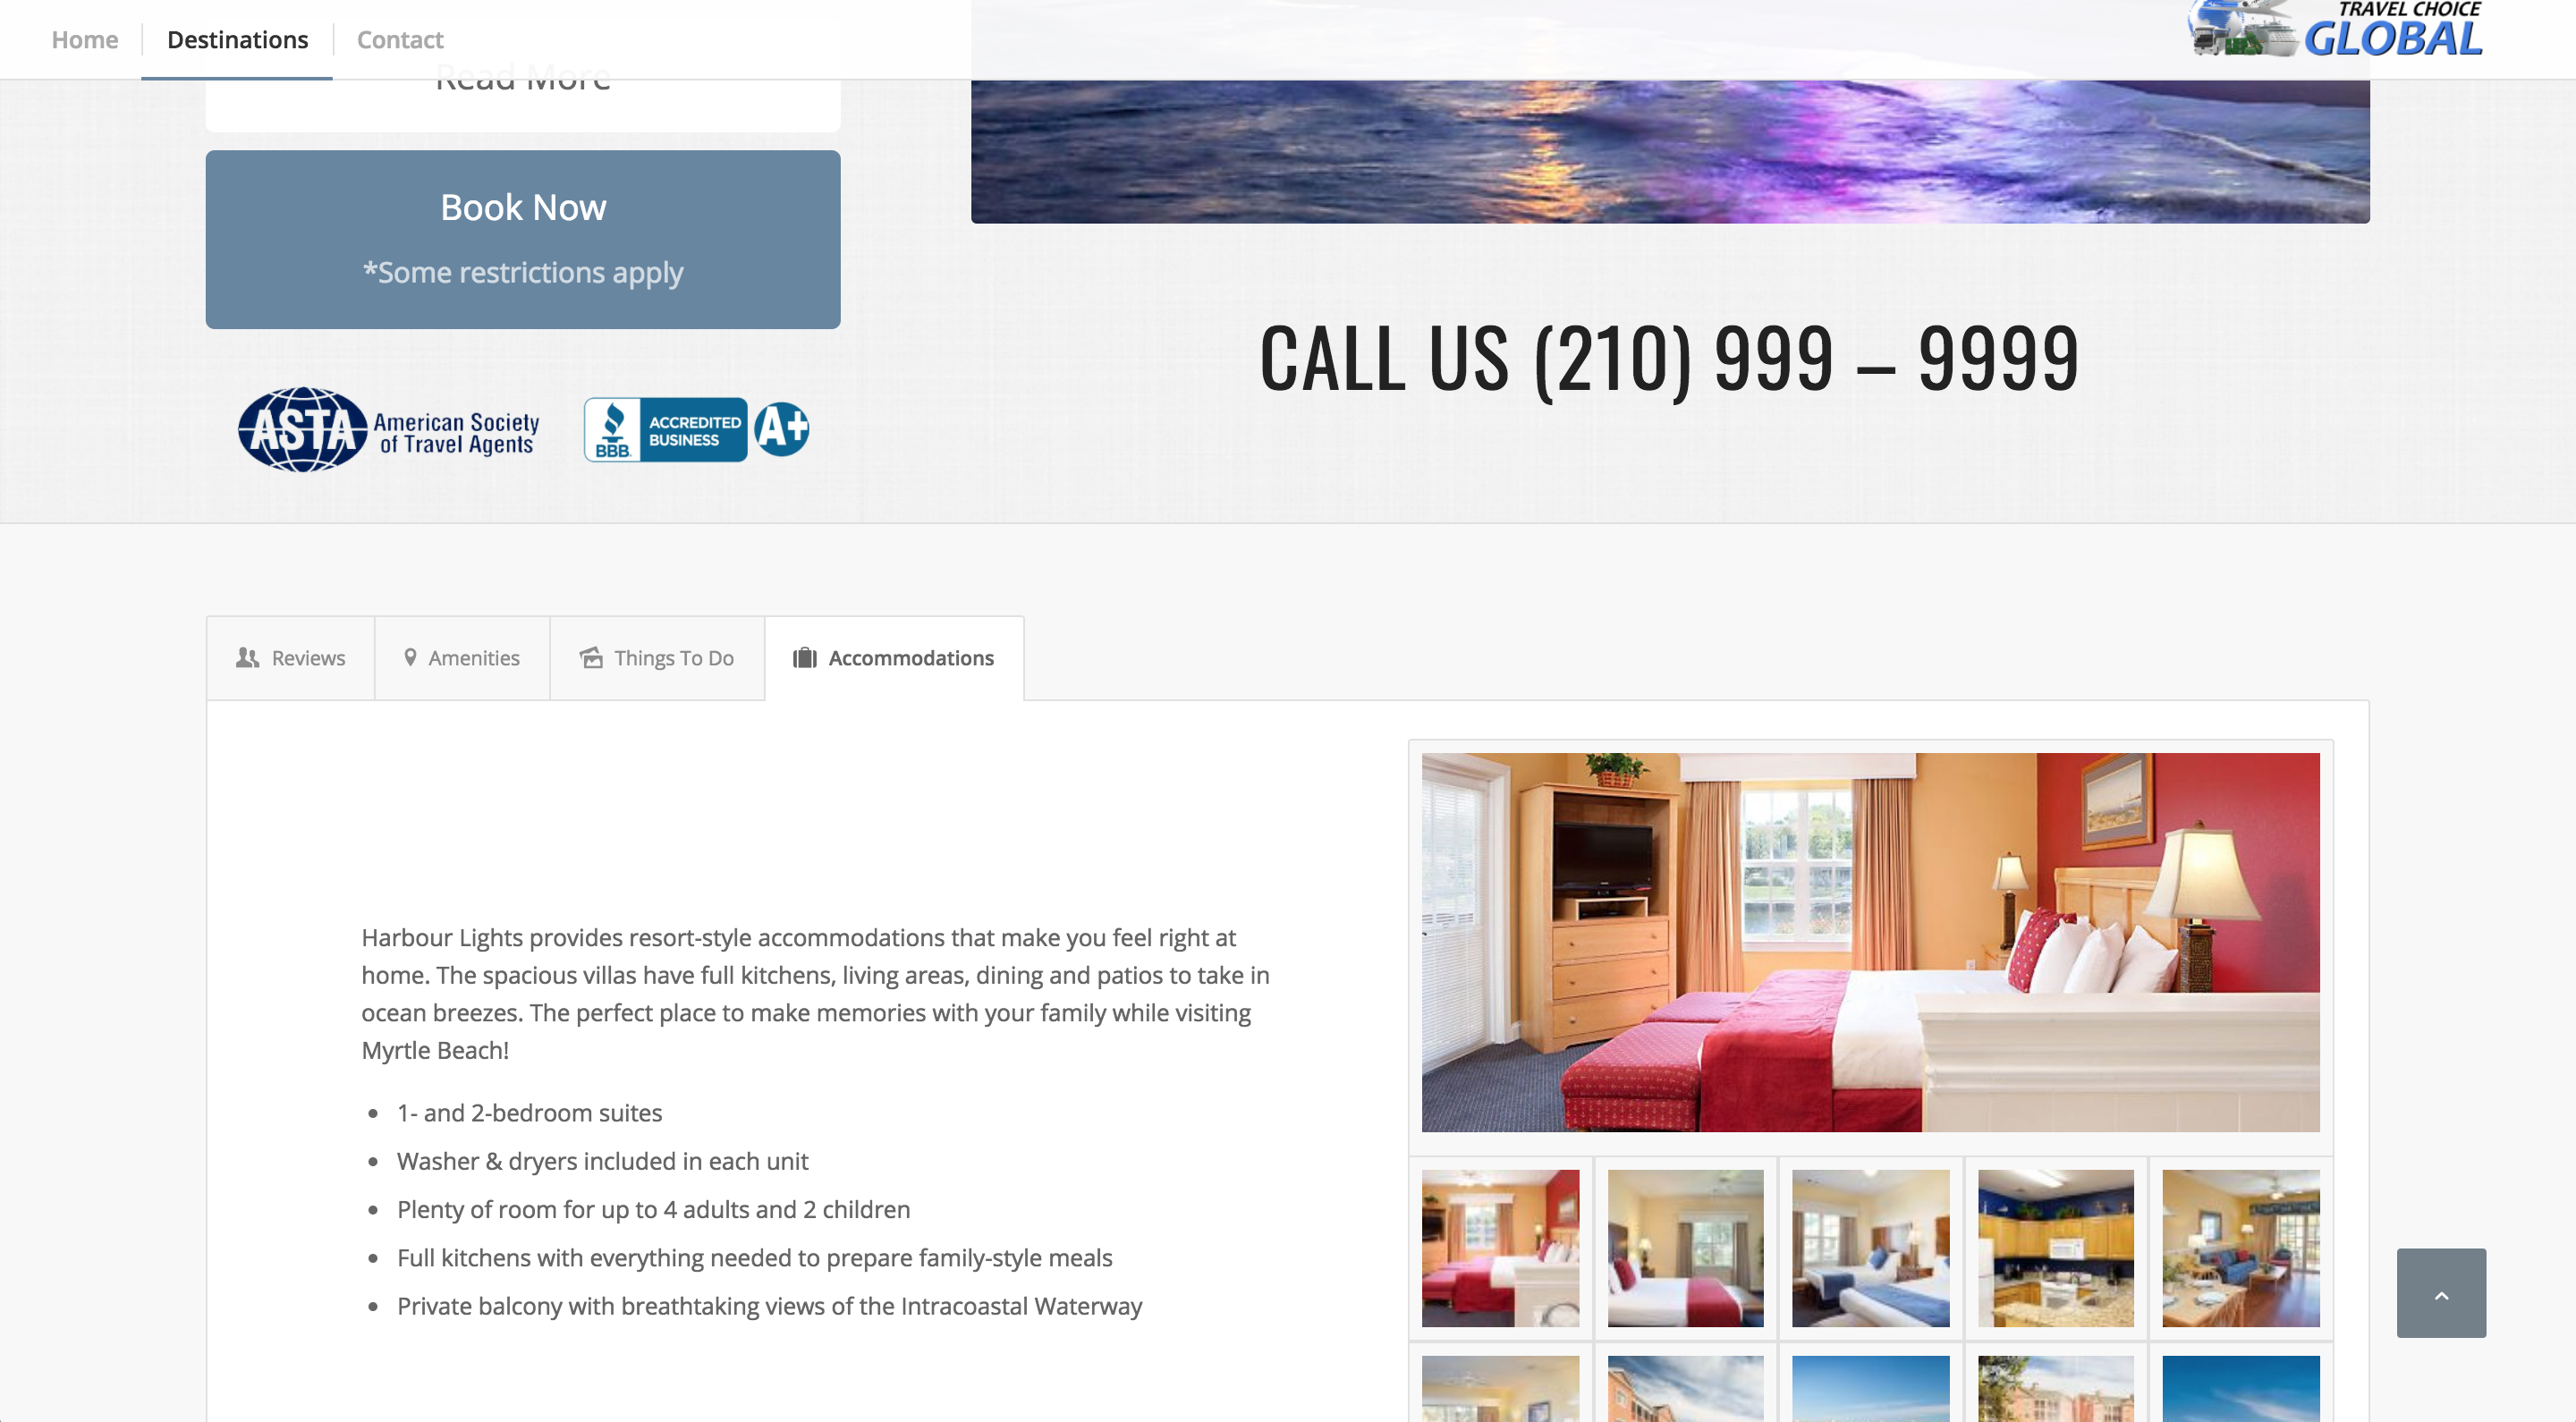 Home
Destinations
Contact
TRAVEL CHOICE
GLOBAL
Read More
Book Now
*Some restrictions apply
CALL US (210) 999 – 9999
ASTA
American Society
of Travel Agents
BBB.
ACCREDITED
BUSINESS
A+
Reviews
Amenities
Things To Do
Accommodations
Harbour Lights provides resort-style accommodations that make you feel right at
home. The spacious villas have full kitchens, living areas, dining and patios to take in
ocean breezes. The perfect place to make memories with your family while visiting
Myrtle Beach!
• 1- and 2-bedroom suites
• Washer & dryers included in each unit
• Plenty of room for up to 4 adults and 2 children
• Full kitchens with everything needed to prepare family-style meals
• Private balcony with breathtaking views of the Intracoastal Waterway